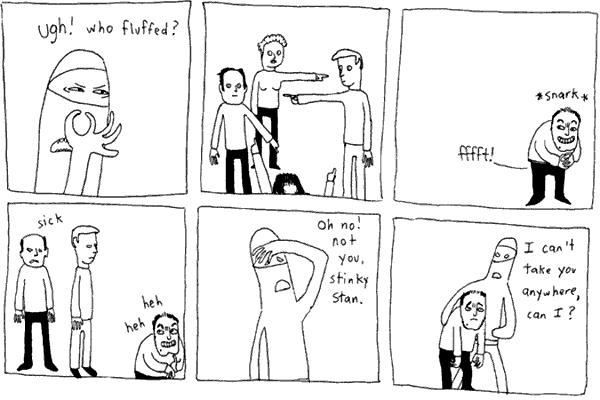 Ugh! who fluffed?
*snark*
fffft!
sick
heh
heh
Oh no!
not
you,
stinky
Stan.
I can't
take you
anywhere,
can I?